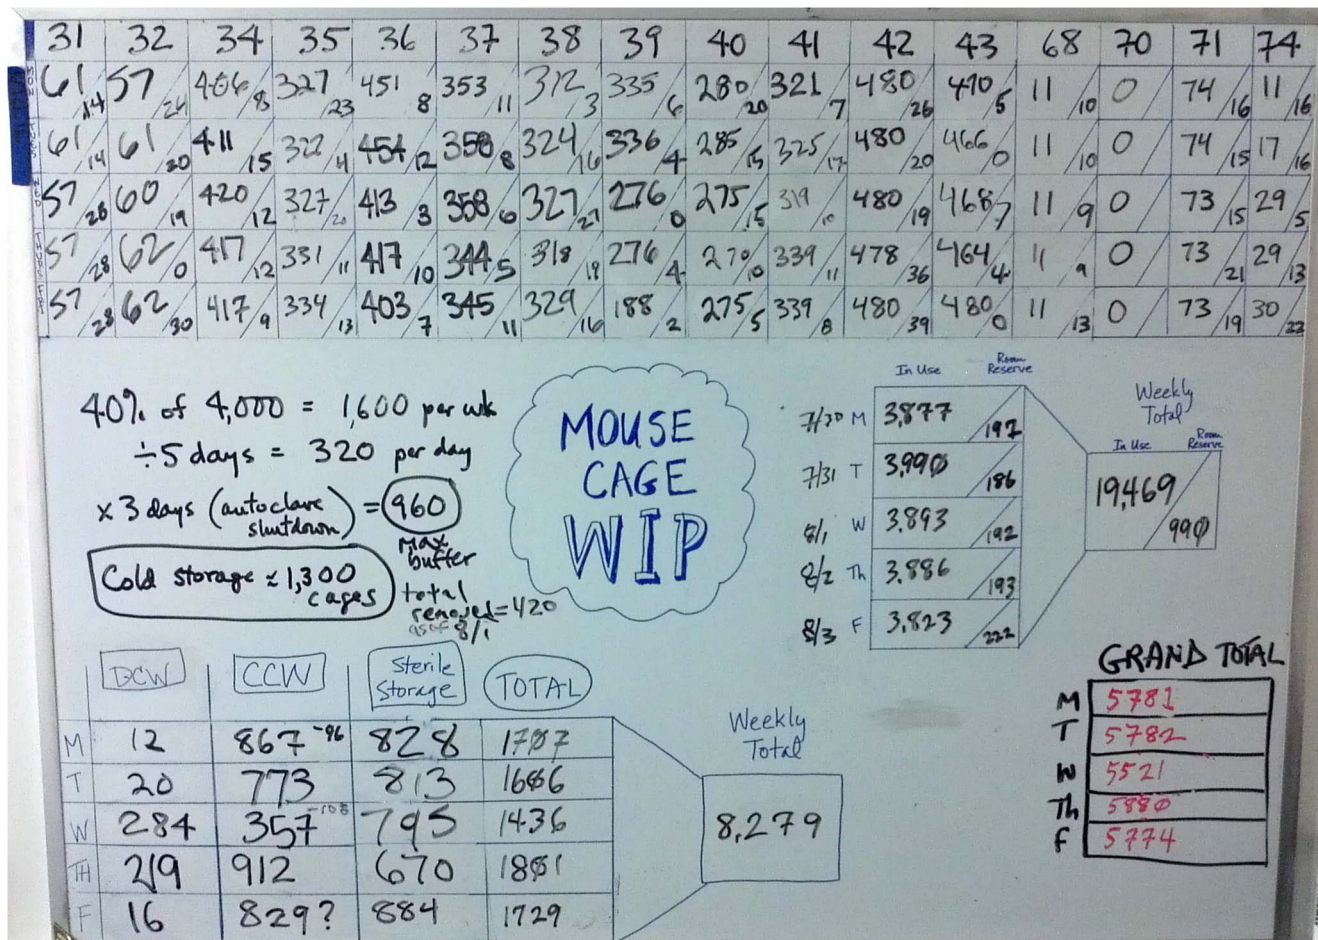 31 32 34 35 36 37 38 39 40 41 42 43 68 70 71 74
MON 61/14 57/24 406/8 327/23 451/8 353/11 312/3 335/6 280/20 321/7 480/26 470/5 11/10 0/ 74/16 11/16
TUES 61/14 61/20 411/15 322/4 454/12 358/8 324/16 336/4 285/15 325/17 480/20 466/0 11/10 0/ 74/15 17/16
WED 57/28 60/19 420/12 327/20 413/3 358/6 327/27 276/0 275/15 319/10 480/19 468/7 11/9 0/ 73/15 29/5
THURS 57/28 62/0 417/12 331/11 417/10 344/5 318/18 276/4 270/10 339/11 478/36 464/4 11/9 0/ 73/21 29/13
FRI 57/28 62/30 417/9 334/13 403/7 345/11 329/16 188/2 275/5 339/8 480/39 480/0 11/13 0/ 73/19 30/22
40% of 4,000 = 1,600 per wk
÷5 days = 320 per day
x 3 days (autoclave shutdown) = 960
max buffer
Cold storage ≈ 1,300 cages
total
removed = 420
as of 8/1
MOUSE
CAGE
WIP
In Use Room Reserve
7/30 M 3,877/192
7/31 T 3,990/186
8/1 W 3,893/192
8/2 Th 3,886/193
8/3 F 3,823/222
Weekly
Total
In Use Room Reserve
19,469/990
DCW CCW Sterile Storage TOTAL
M 12 867 -96 828 1707
T 20 773 813 1606
W 284 357 -103 795 1436
TH 219 912 670 1801
F 16 829? 884 1729
Weekly
Total
8,279
GRAND TOTAL
M 5781
T 5782
W 5521
Th 5880
F 5774